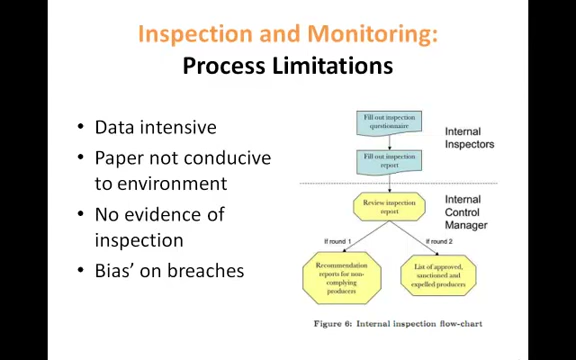 Inspection and Monitoring:
Process Limitations
• Data intensive
• Paper not conducive
to environment
• No evidence of
inspection
• Bias’ on breaches
Fill out inspection
questionnaire
Internal
Inspectors
Fill out inspection
report
Review inspection
report
Internal
Control
Manager
If round 1
If round 2
Recommendation
reports for non-
complying
producers
List of approved,
sanctioned and
expelled producers
Figure 6: Internal inspection flow-chart